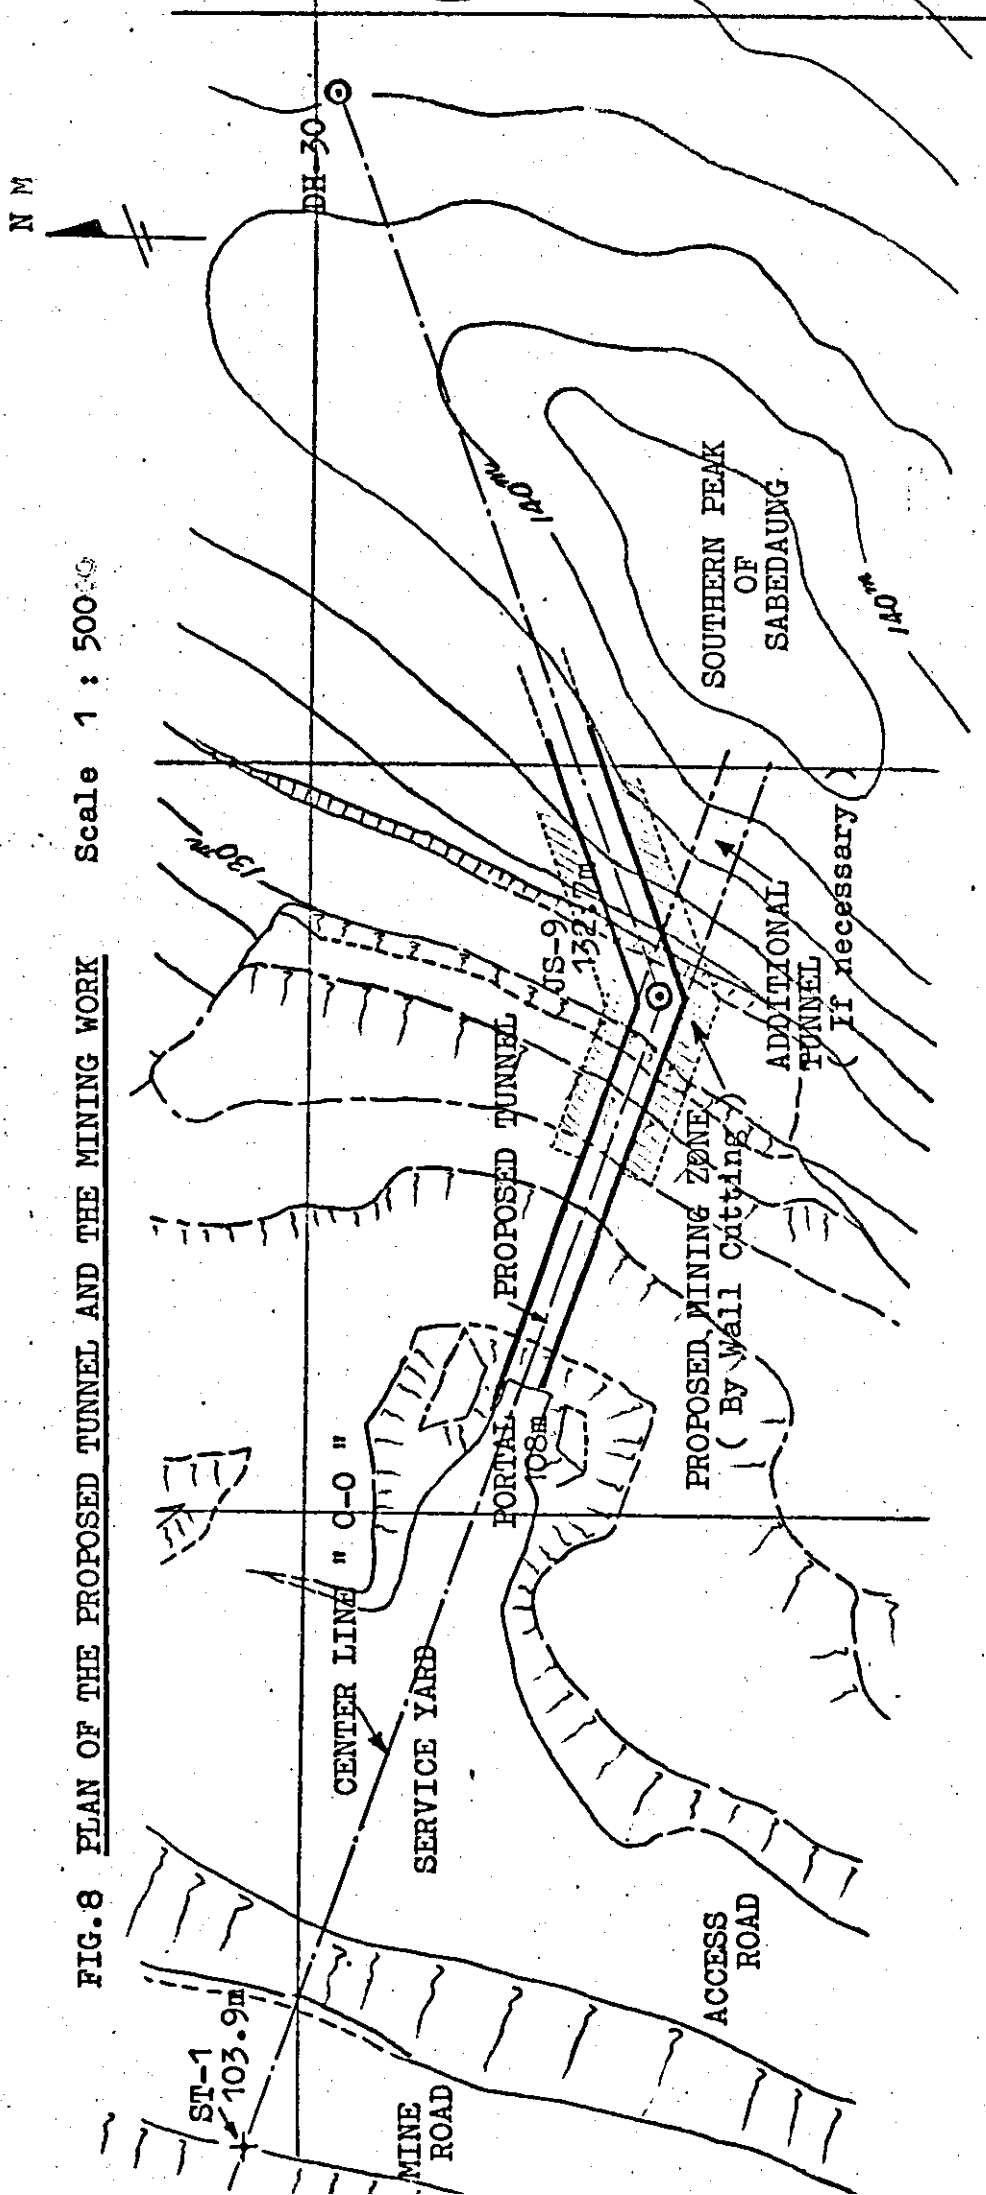 FIG.8 PLAN OF THE PROPOSED TUNNEL AND THE MINING WORK
Scale 1 : 500
N M
ST-1
103.9m
MINE
ROAD
CENTER LINE " O-O "
SERVICE YARD
ACCESS
ROAD
PORTAL
108m
PROPOSED TUNNEL
PROPOSED MINING ZONE
( By Wall Cutting )
JS-9
132.7m
130m
ADDITIONAL
TUNNEL
( If necessary )
140m
SOUTHERN PEAK
OF
SABEDAUNG
140m
DH-30